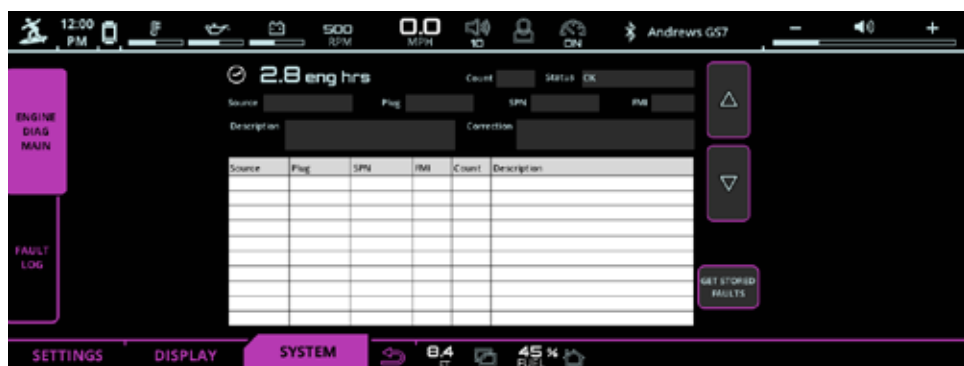 12:00
PM
500
RPM
0.0
MPH
10
ON
Andrews GS7
2.8 eng hrs
Count
Status OK
Source
Plug
SPN
FMI
Description
Correction
ENGINE
DIAG
MAIN
FAULT
LOG
Source Plug SPN FMI Count Description
GET STORED
FAULTS
SETTINGS
DISPLAY
SYSTEM
8.4
FT
45 %
FUEL